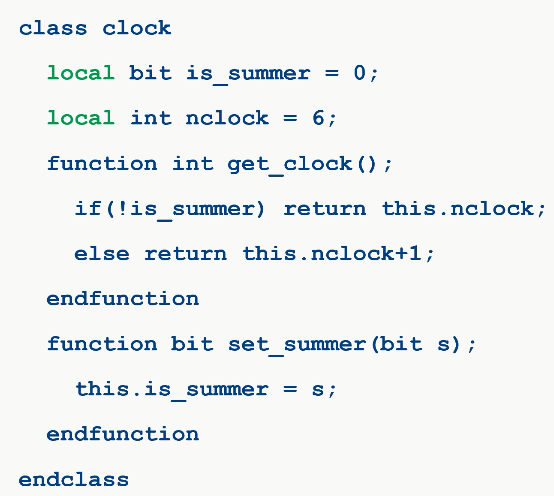 class clock
local bit is_summer = 0;
local int nclock = 6;
function int get_clock();
if(!is_summer) return this.nclock;
else return this.nclock+1;
endfunction
function bit set_summer(bit s);
this.is_summer = s;
endfunction
endclass